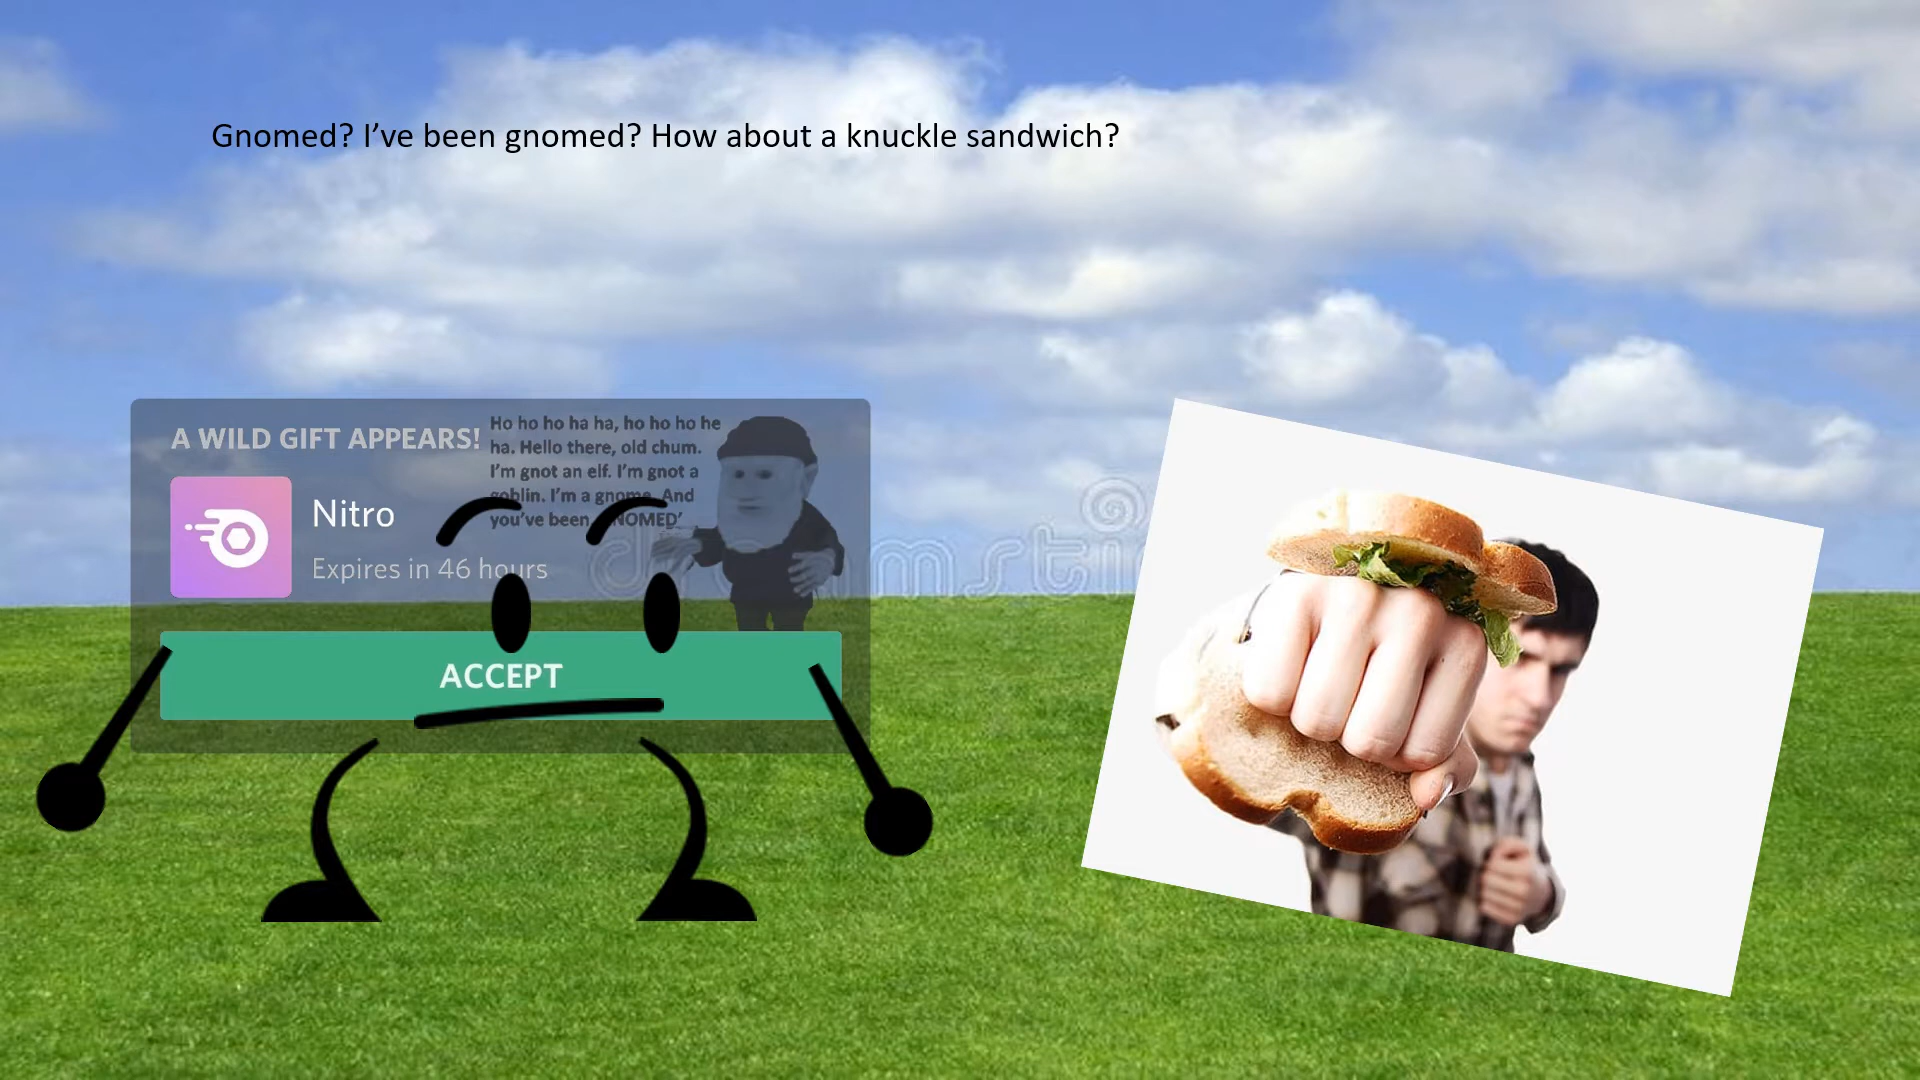 Gnomed? I’ve been gnomed? How about a knuckle sandwich?
A WILD GIFT APPEARS!
Ho ho ho ha ha, ho ho ho he
ha. Hello there, old chum.
I’m gnot an elf. I’m gnot a
goblin. I’m a gnome. And
you’ve been
Nitro
Expires in 46 hours
ACCEPT